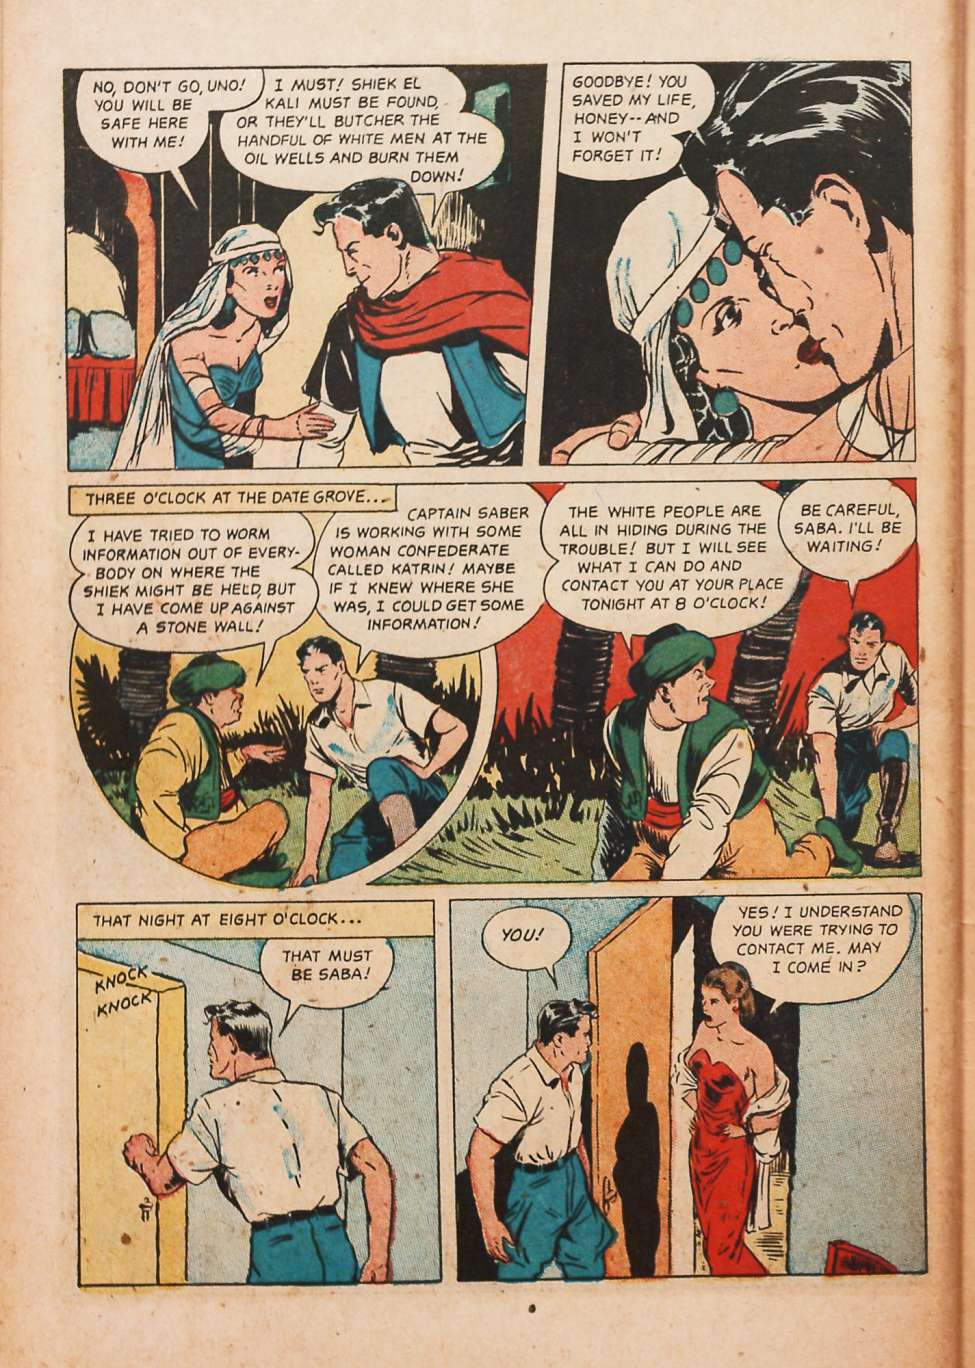 NO, DON'T GO, UNO!
YOU WILL BE
SAFE HERE
WITH ME!
I MUST! SHIEK EL
KALI MUST BE FOUND,
OR THEY'LL BUTCHER THE
HANDFUL OF WHITE MEN AT THE
OIL WELLS AND BURN THEM
DOWN!
GOODBYE! YOU
SAVED MY LIFE,
HONEY--AND
I WON'T
FORGET IT!
THREE O'CLOCK AT THE DATE GROVE...
I HAVE TRIED TO WORM
INFORMATION OUT OF EVERY-
BODY ON WHERE THE
SHIEK MIGHT BE HELD, BUT
I HAVE COME UP AGAINST
A STONE WALL!
CAPTAIN SABER
IS WORKING WITH SOME
WOMAN CONFEDERATE
CALLED KATRIN! MAYBE
IF I KNEW WHERE SHE
WAS, I COULD GET SOME
INFORMATION!
THE WHITE PEOPLE ARE
ALL IN HIDING DURING THE
TROUBLE! BUT I WILL SEE
WHAT I CAN DO AND
CONTACT YOU AT YOUR PLACE
TONIGHT AT 8 O'CLOCK!
BE CAREFUL,
SABA. I'LL BE
WAITING!
THAT NIGHT AT EIGHT O'CLOCK...
KNOCK
KNOCK
THAT MUST
BE SABA!
YOU!
YES! I UNDERSTAND
YOU WERE TRYING TO
CONTACT ME. MAY
I COME IN?